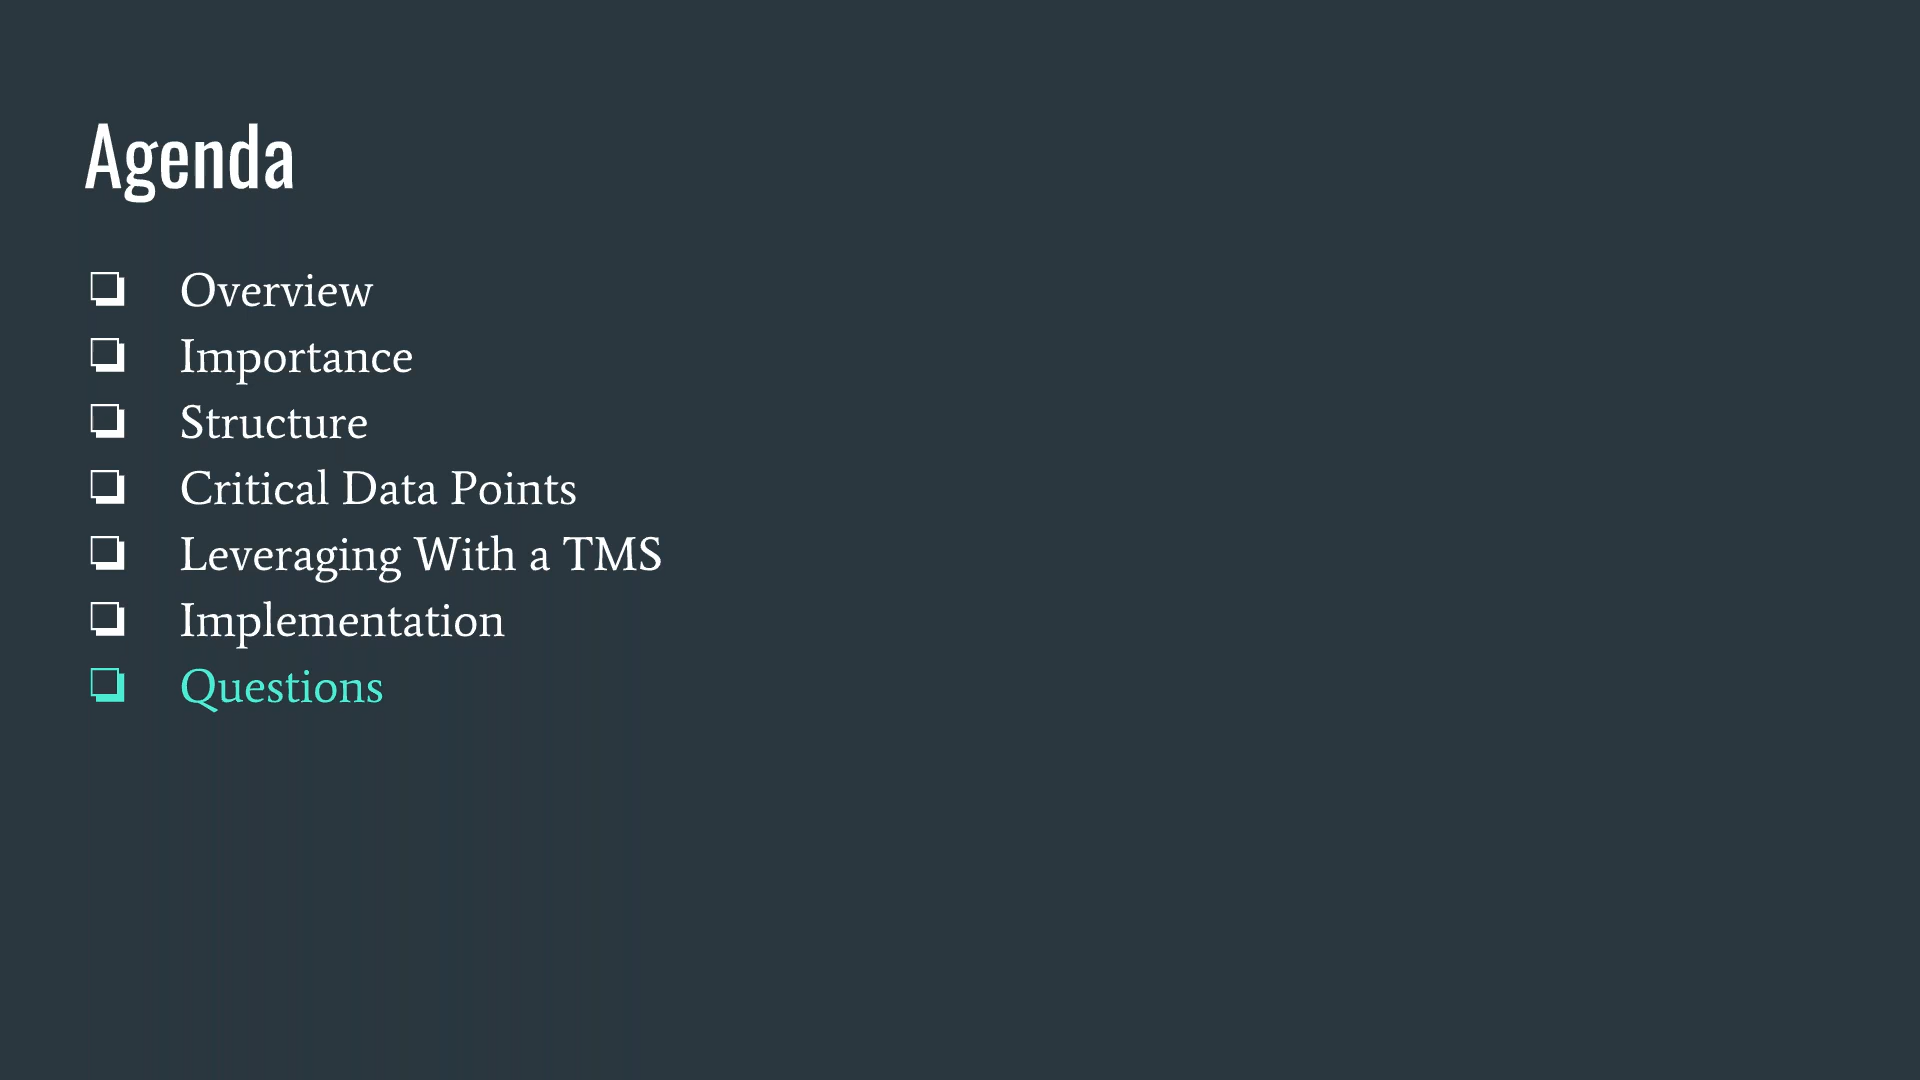 Agenda
❏ Overview
❏ Importance
❏ Structure
❏ Critical Data Points
❏ Leveraging With a TMS
❏ Implementation
❏ Questions